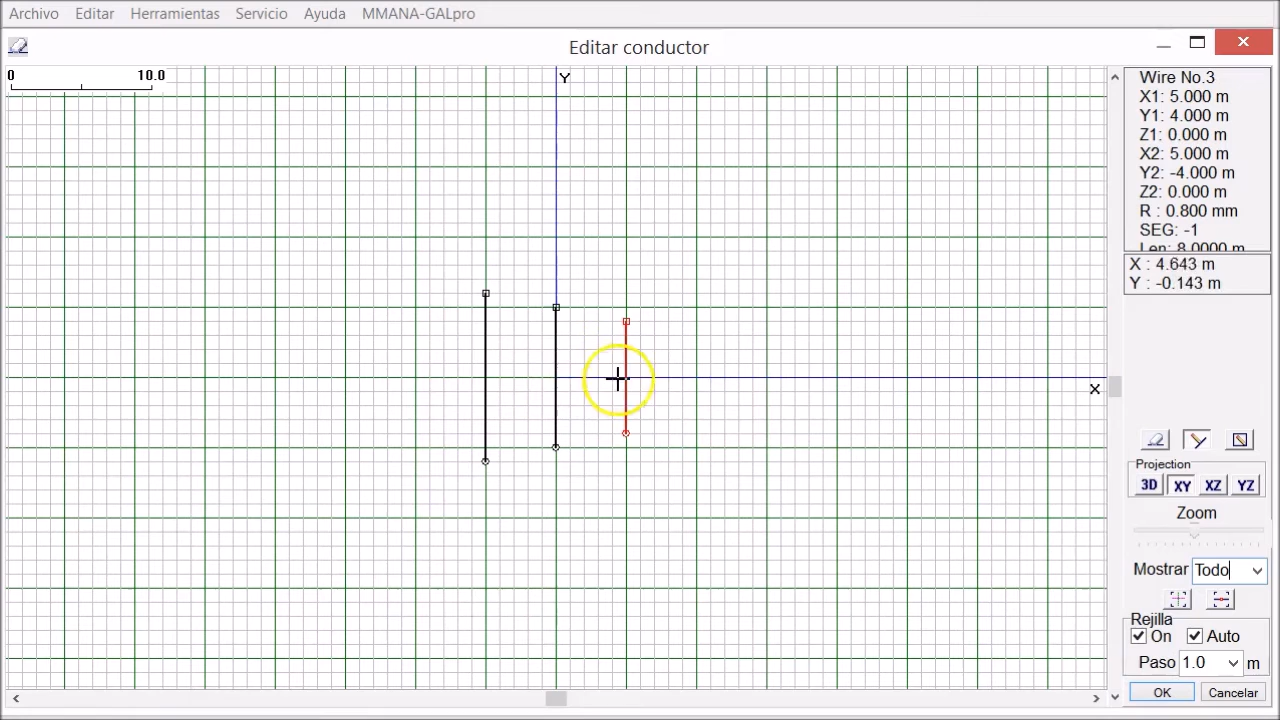 Archivo Editar Herramientas Servicio Ayuda MMANA-GALpro
Editar conductor
0 10.0
Y
X
Wire No.3
X1: 5.000 m
Y1: 4.000 m
Z1: 0.000 m
X2: 5.000 m
Y2: -4.000 m
Z2: 0.000 m
R : 0.800 mm
SEG: -1
Len: 8.0000 m
X : 4.643 m
Y : -0.143 m
Projection
3D XY XZ YZ
Zoom
Mostrar Todo
Rejilla
On Auto
Paso 1.0 m
OK Cancelar